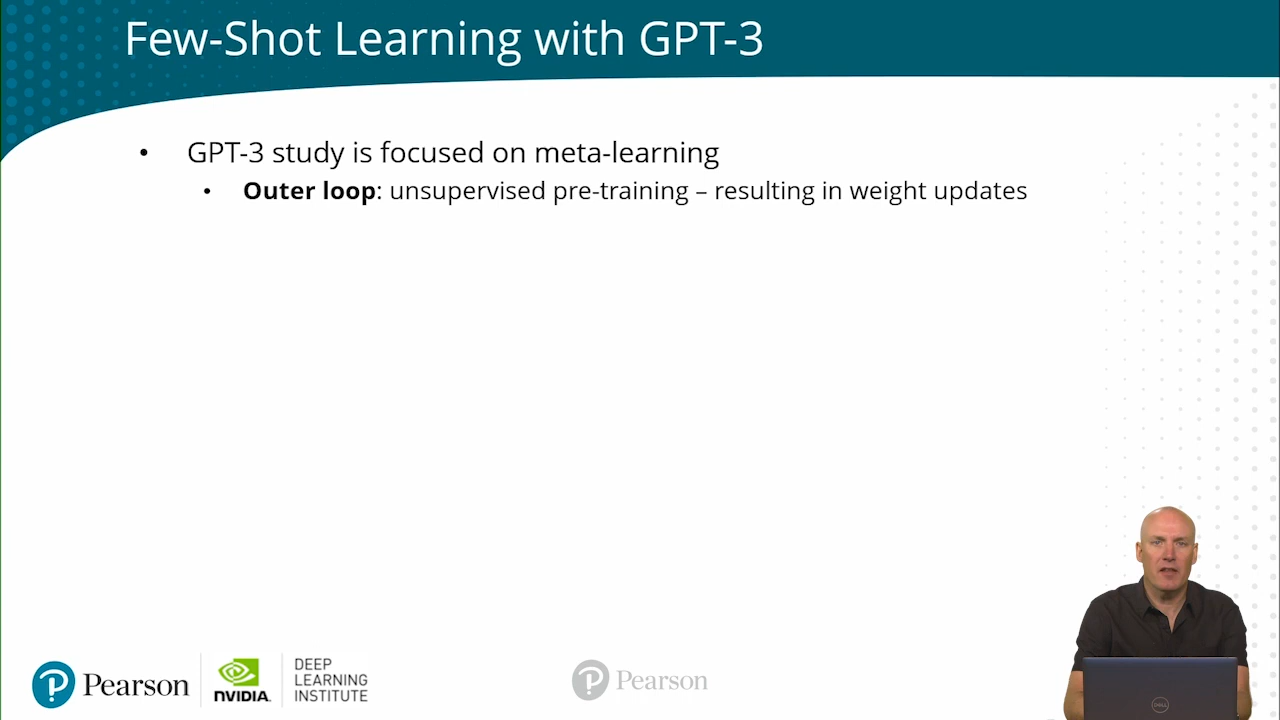 Few-Shot Learning with GPT-3
• GPT-3 study is focused on meta-learning
• Outer loop: unsupervised pre-training – resulting in weight updates
Pearson
NVIDIA.
DEEP
LEARNING
INSTITUTE
Pearson
DELL